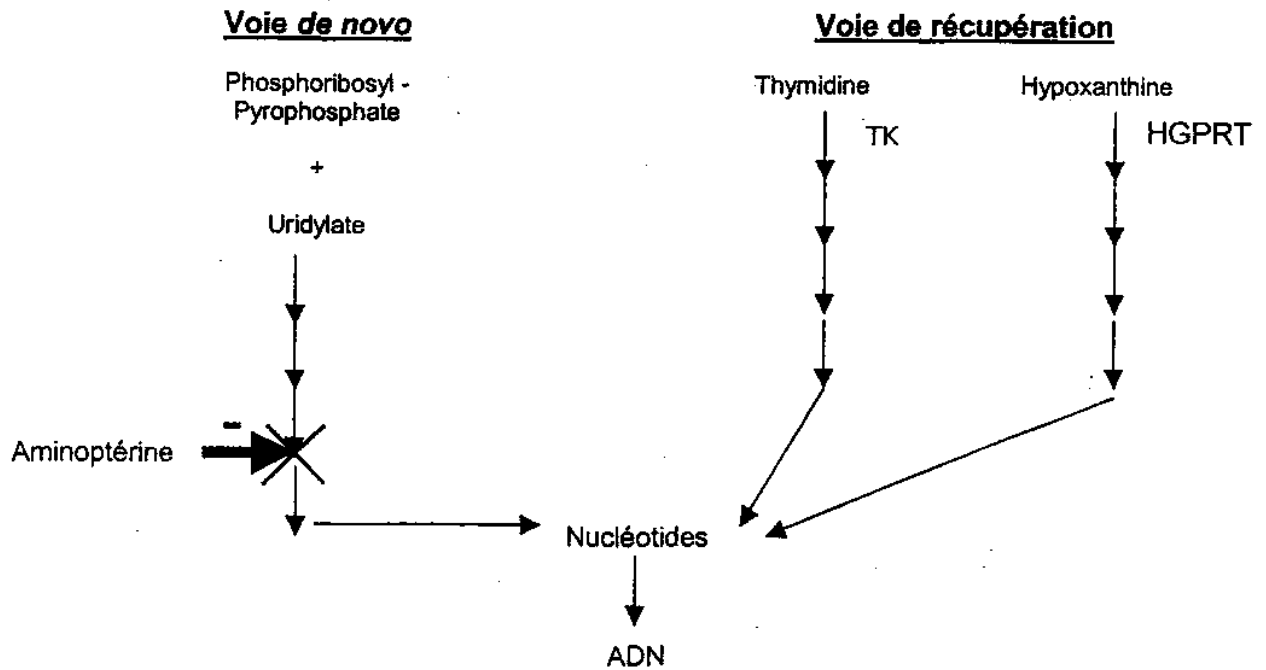 Voie de novo
Voie de récupération
Phosphoribosyl -
Pyrophosphate
+
Uridylate
Thymidine
Hypoxanthine
TK
HGPRT
-
Aminoptérine
Nucléotides
ADN